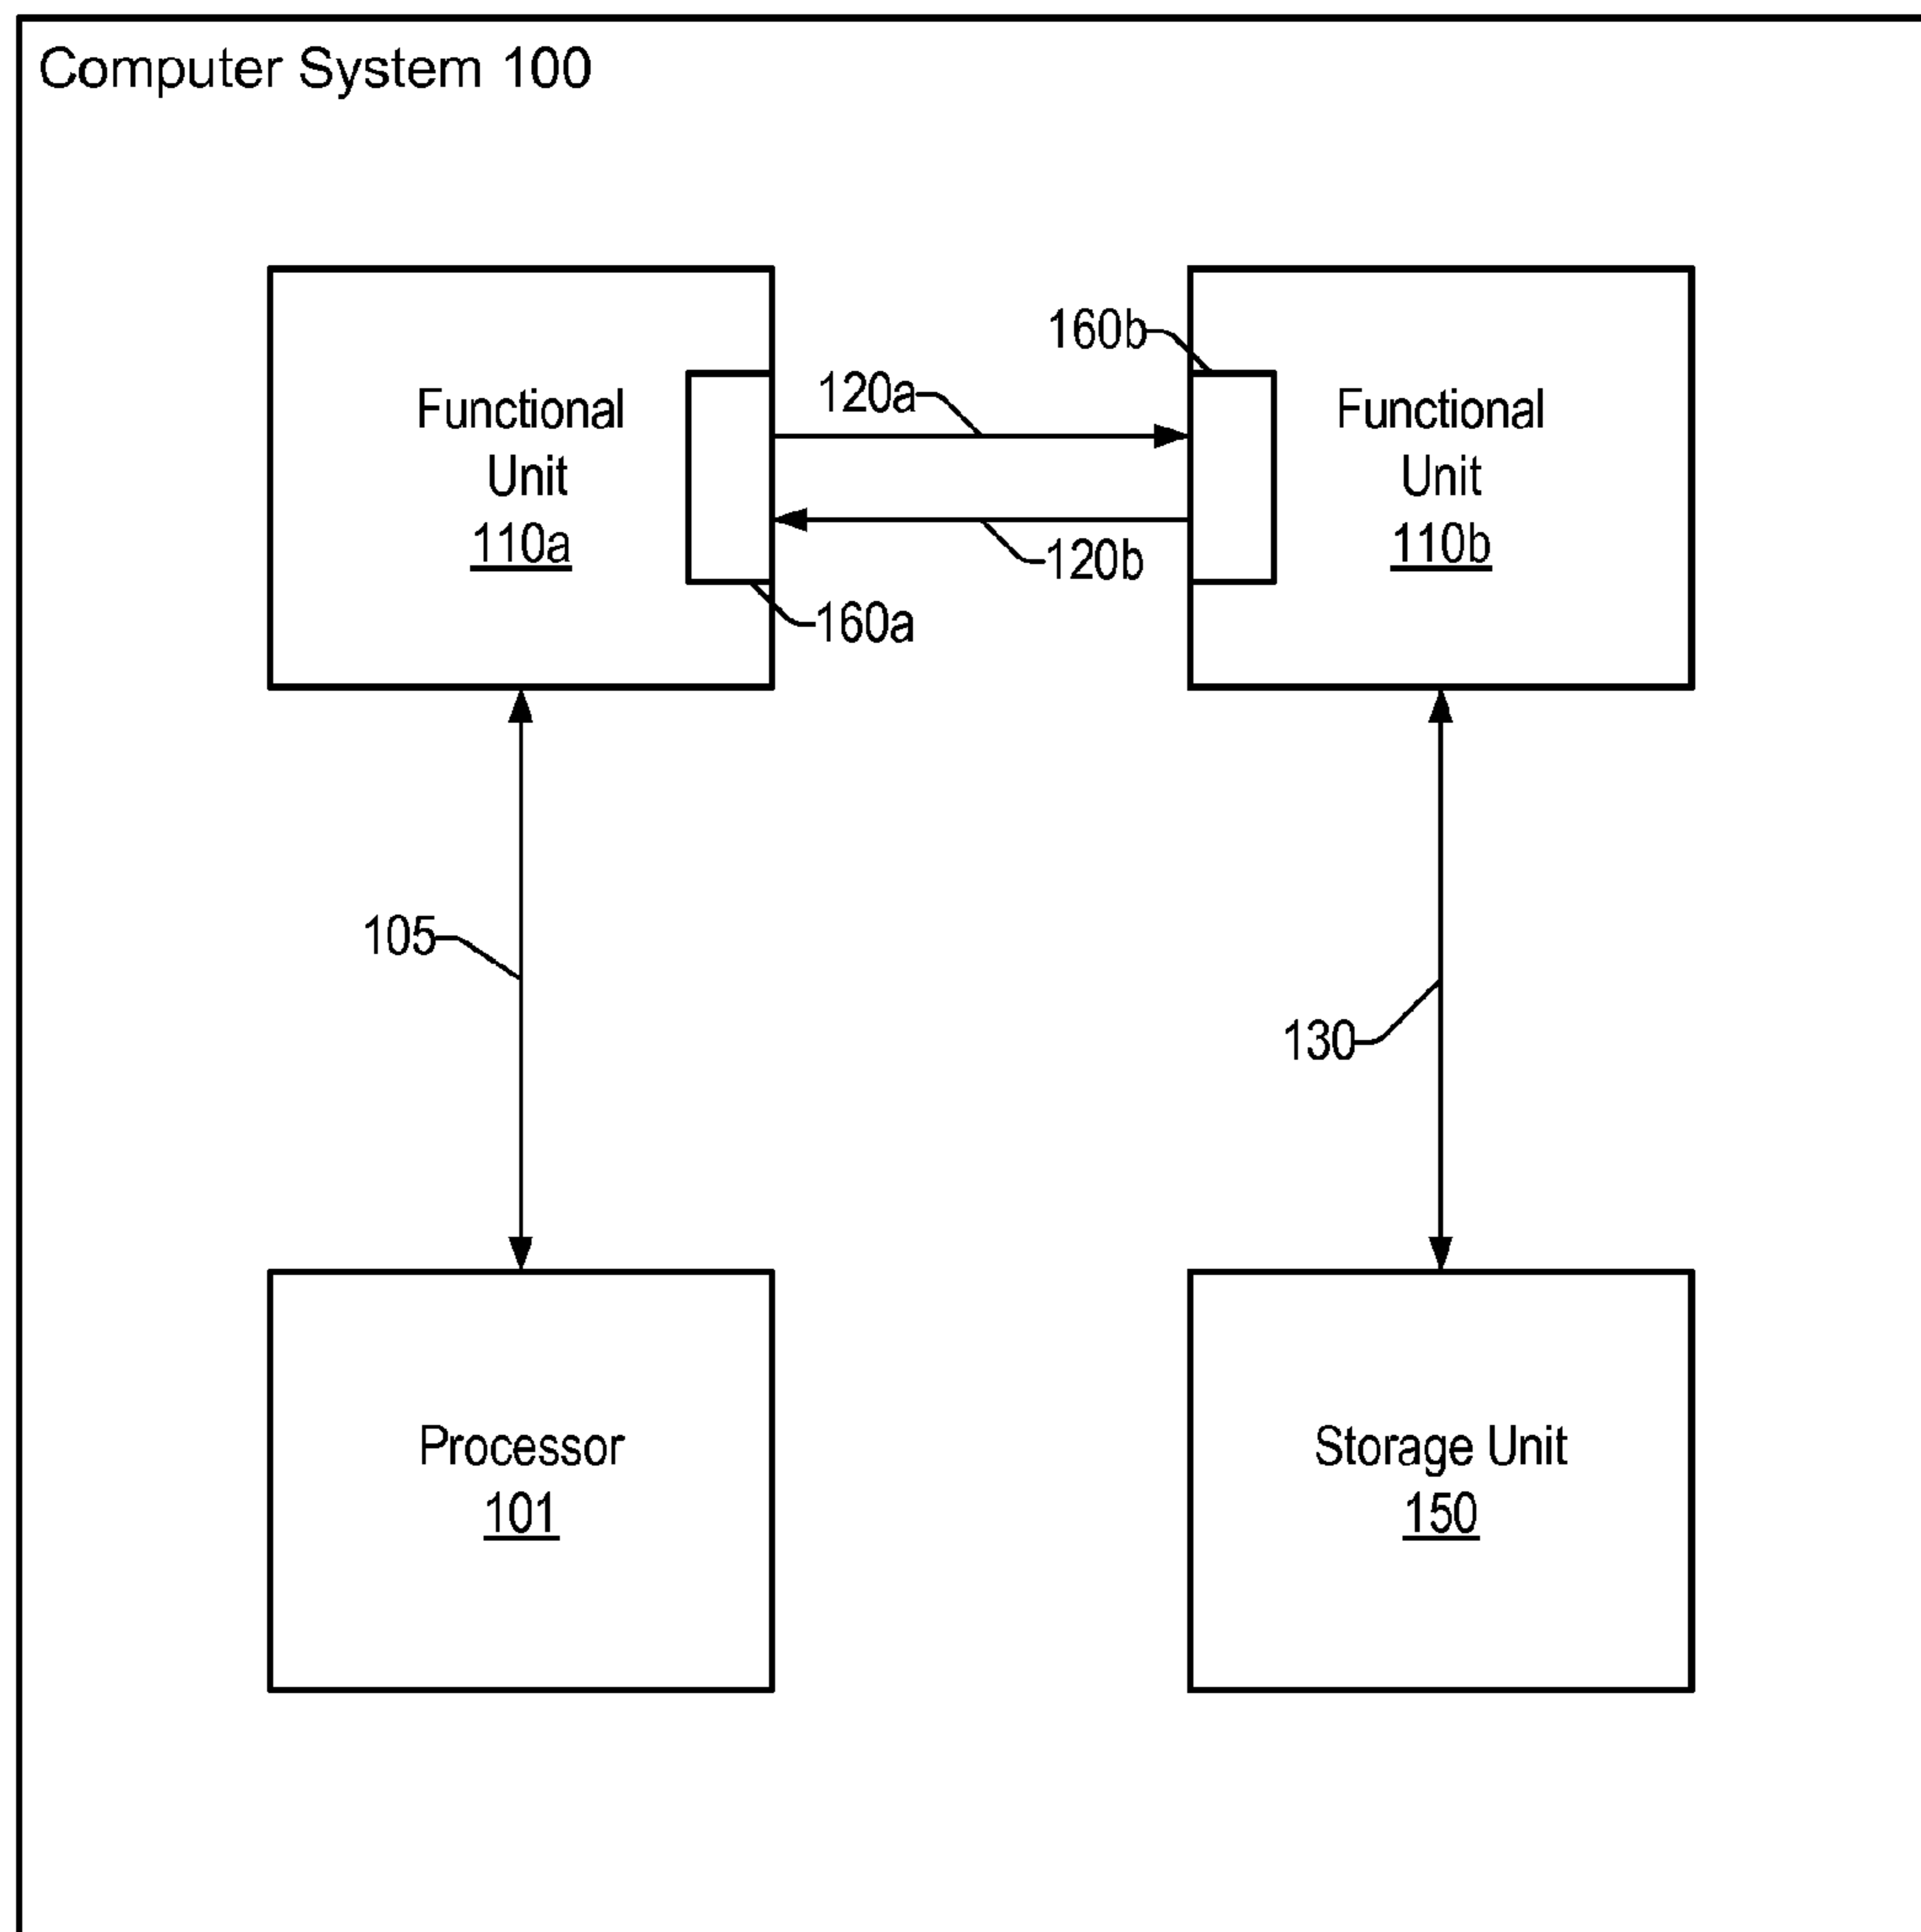 Computer System 100
160b
120a
Functional
Unit
110a
Functional
Unit
110b
120b
160a
105
130
Processor
101
Storage Unit
150